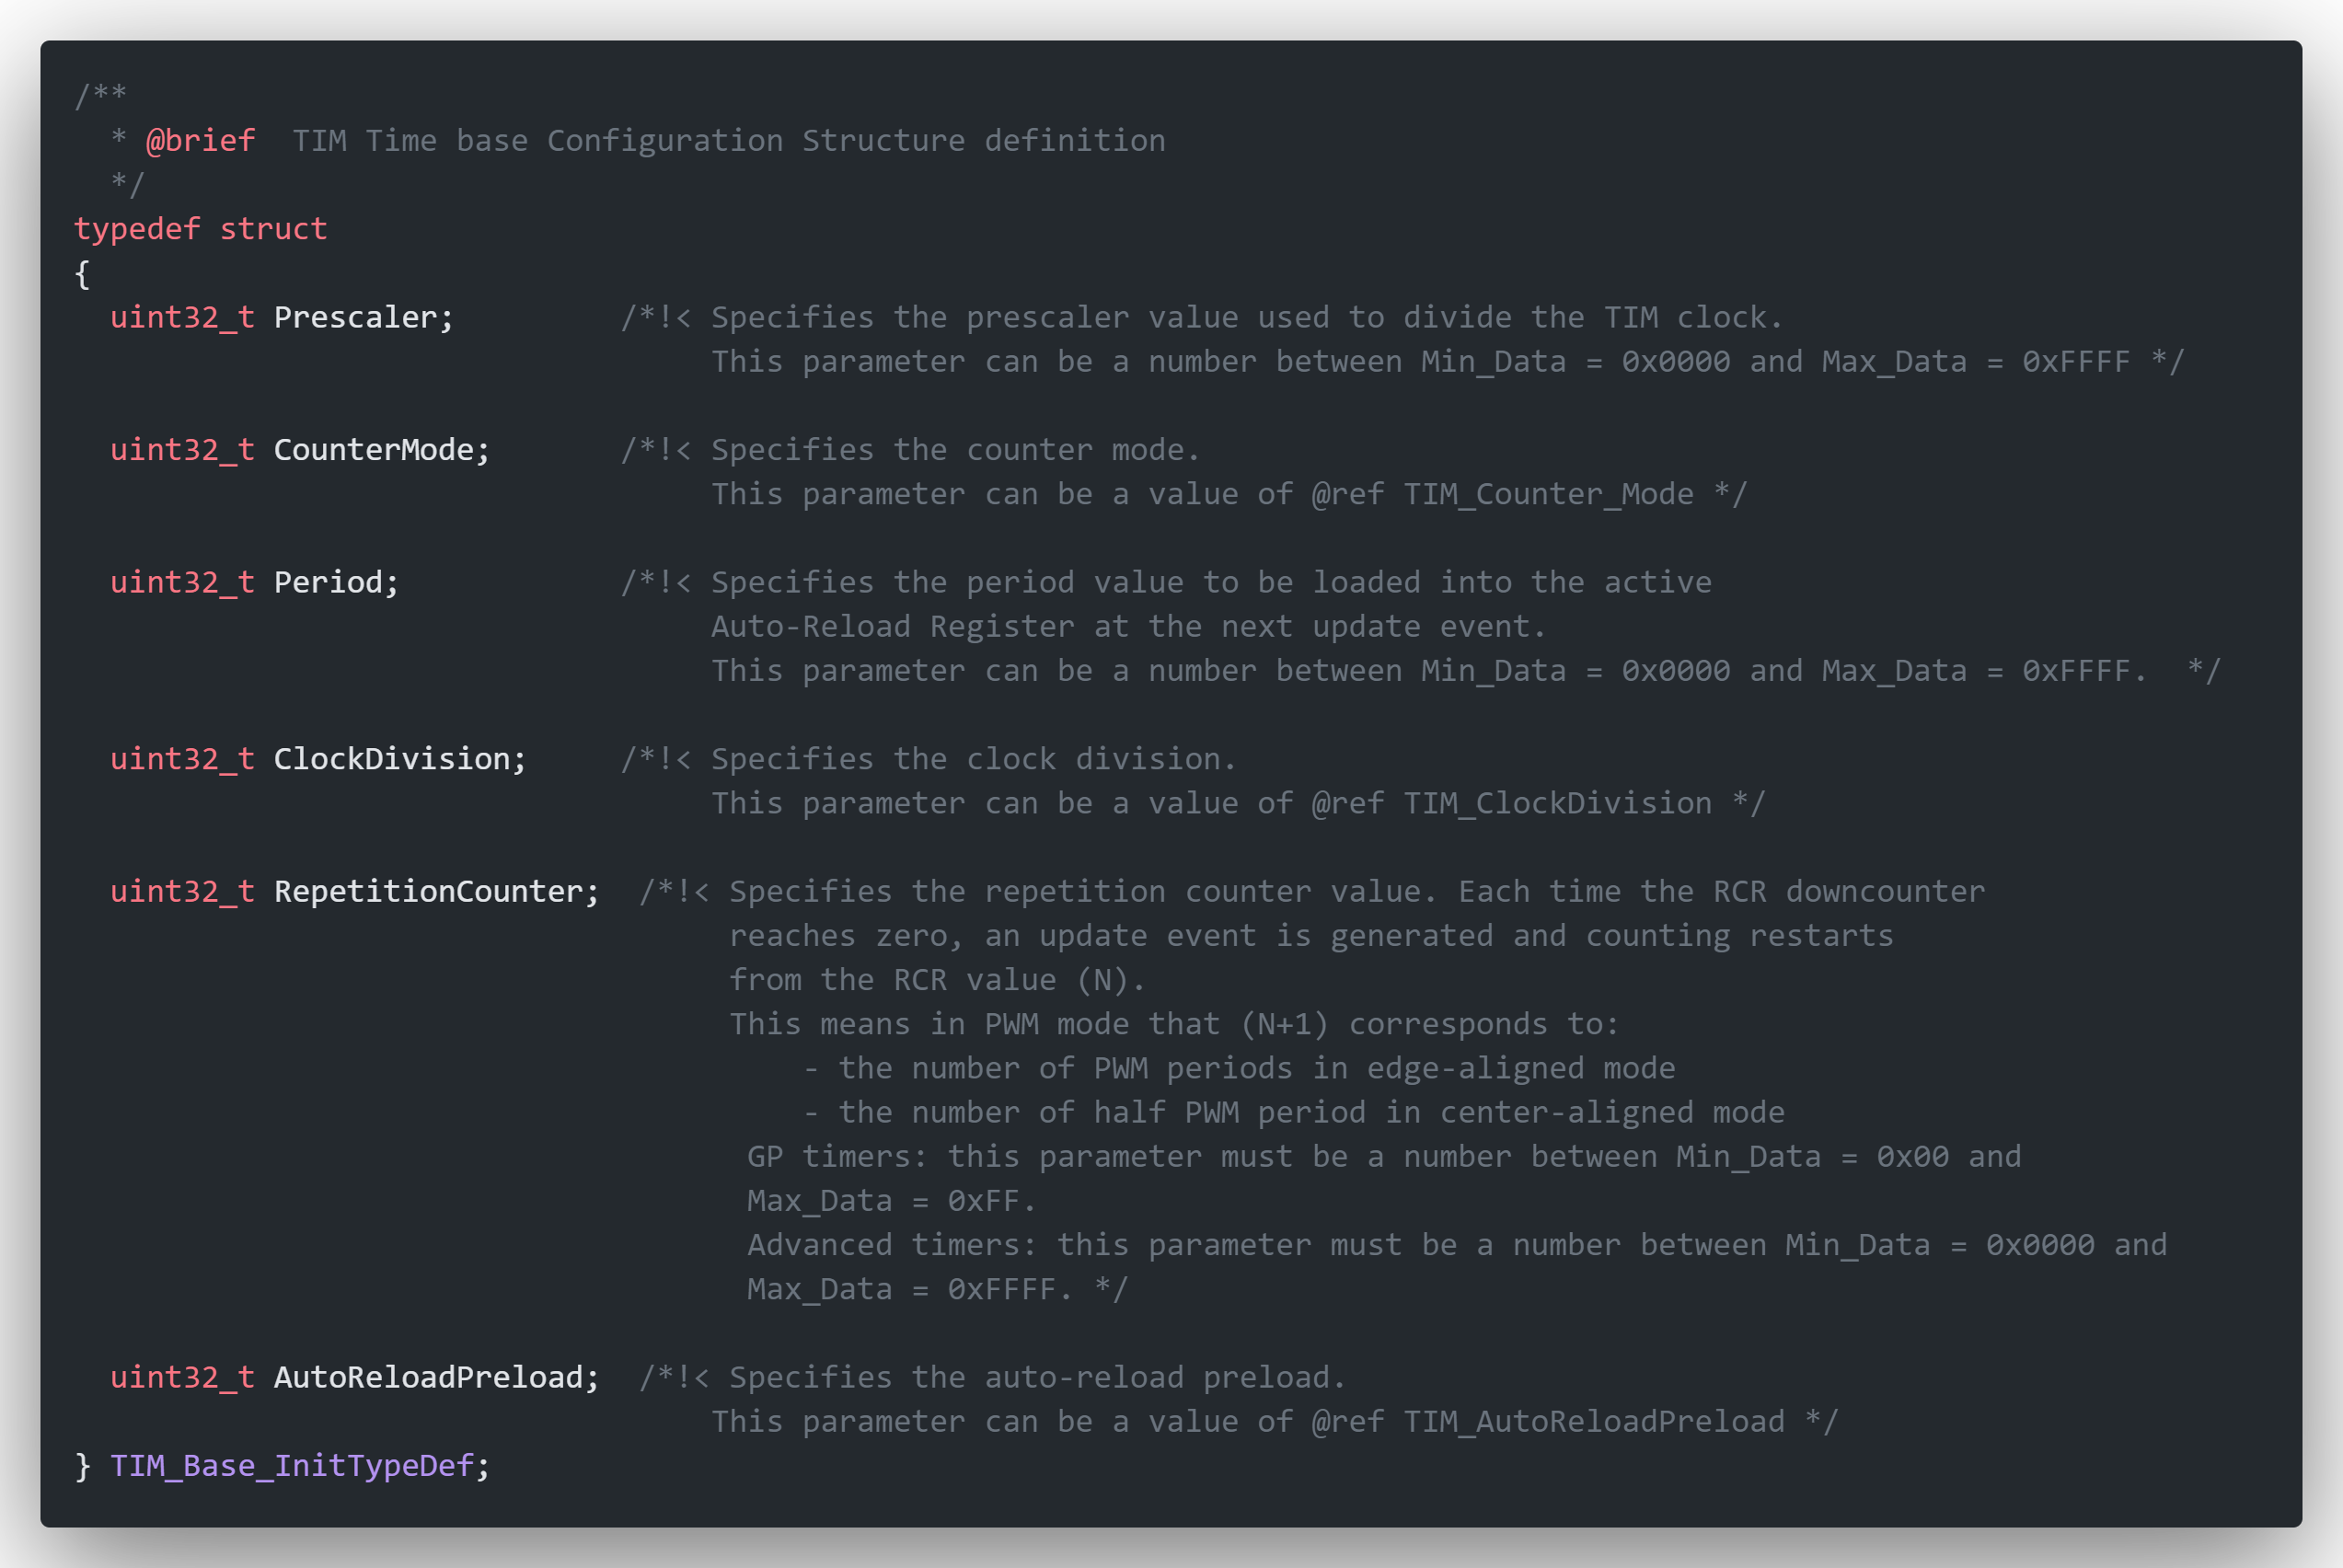 /**
  * @brief  TIM Time base Configuration Structure definition
  */
typedef struct
{
  uint32_t Prescaler;         /*!< Specifies the prescaler value used to divide the TIM clock.
                                   This parameter can be a number between Min_Data = 0x0000 and Max_Data = 0xFFFF */

  uint32_t CounterMode;       /*!< Specifies the counter mode.
                                   This parameter can be a value of @ref TIM_Counter_Mode */

  uint32_t Period;            /*!< Specifies the period value to be loaded into the active
                                   Auto-Reload Register at the next update event.
                                   This parameter can be a number between Min_Data = 0x0000 and Max_Data = 0xFFFF.  */

  uint32_t ClockDivision;     /*!< Specifies the clock division.
                                   This parameter can be a value of @ref TIM_ClockDivision */

  uint32_t RepetitionCounter;  /*!< Specifies the repetition counter value. Each time the RCR downcounter
                                    reaches zero, an update event is generated and counting restarts
                                    from the RCR value (N).
                                    This means in PWM mode that (N+1) corresponds to:
                                        - the number of PWM periods in edge-aligned mode
                                        - the number of half PWM period in center-aligned mode
                                     GP timers: this parameter must be a number between Min_Data = 0x00 and
                                     Max_Data = 0xFF.
                                     Advanced timers: this parameter must be a number between Min_Data = 0x0000 and
                                     Max_Data = 0xFFFF. */

  uint32_t AutoReloadPreload;  /*!< Specifies the auto-reload preload.
                                   This parameter can be a value of @ref TIM_AutoReloadPreload */
} TIM_Base_InitTypeDef;